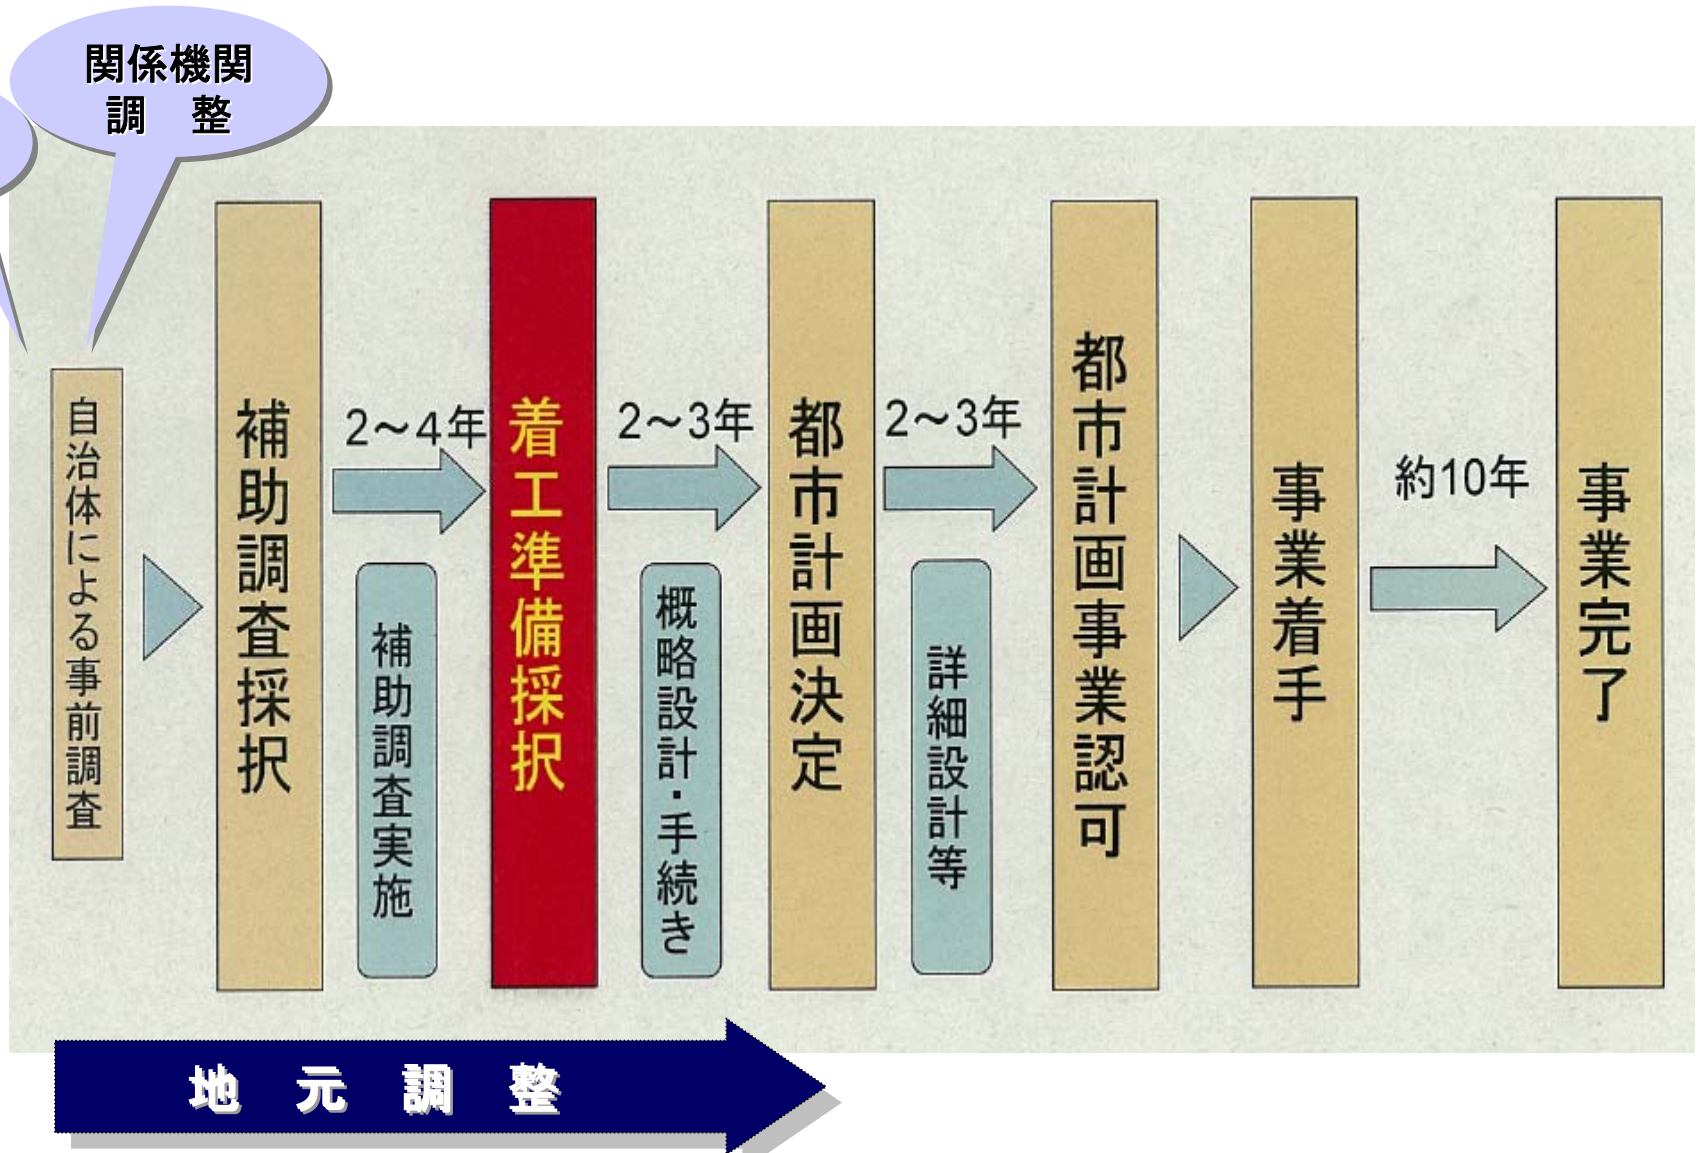 関係機関
調　整
自治体による事前調査
補助調査採択
2～4年
補助調査実施
着工準備採択
2～3年
概略設計・手続き
都市計画決定
2～3年
詳細設計等
都市計画事業認可
事業着手
約10年
事業完了
地　元　調　整